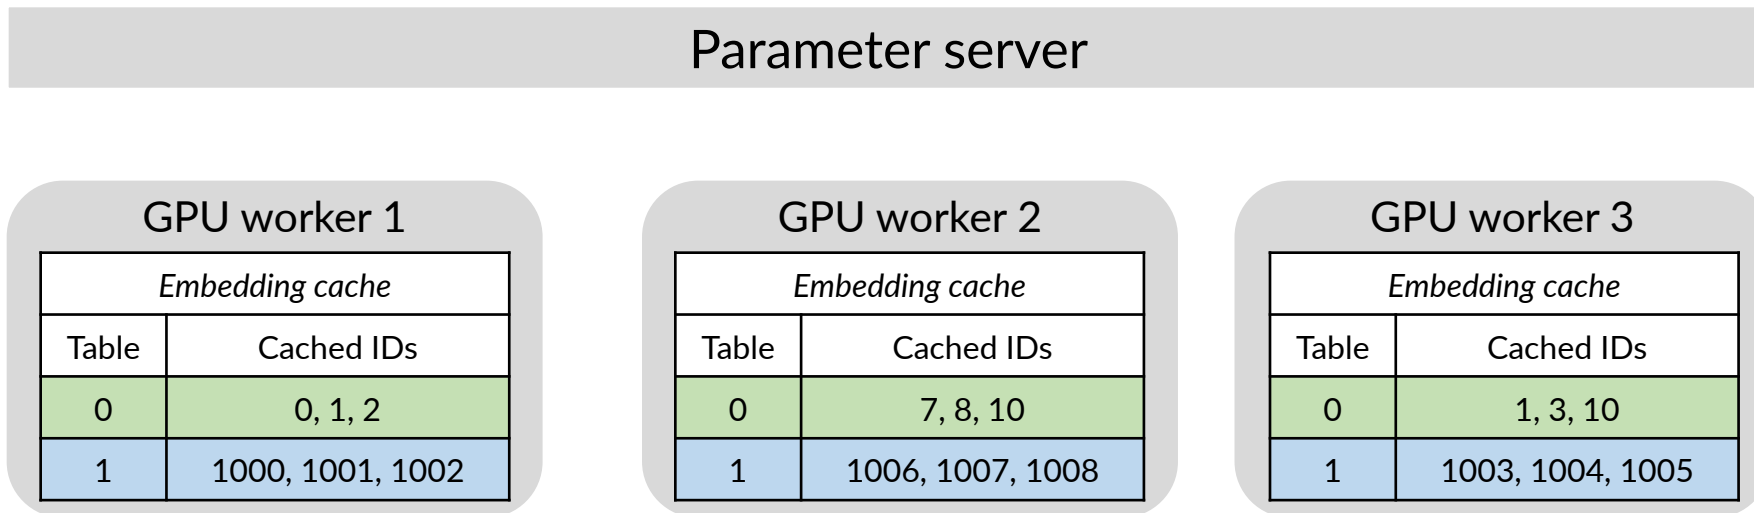 Parameter server
GPU worker 1
Embedding cache
Table Cached IDs
0 0, 1, 2
1 1000, 1001, 1002
GPU worker 2
Embedding cache
Table Cached IDs
0 7, 8, 10
1 1006, 1007, 1008
GPU worker 3
Embedding cache
Table Cached IDs
0 1, 3, 10
1 1003, 1004, 1005